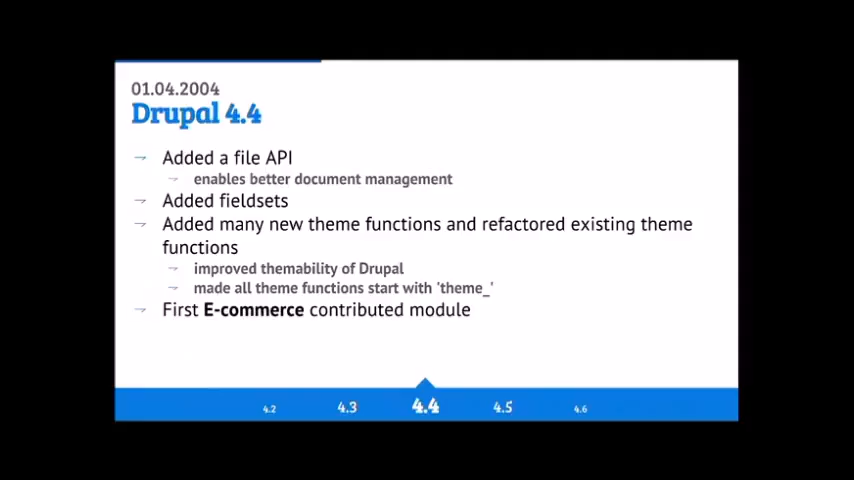 01.04.2004
Drupal 4.4
Added a file API
enables better document management
Added fieldsets
Added many new theme functions and refactored existing theme
functions
improved themability of Drupal
made all theme functions start with 'theme_'
First E-commerce contributed module
4.2 4.3 4.4 4.5 4.6